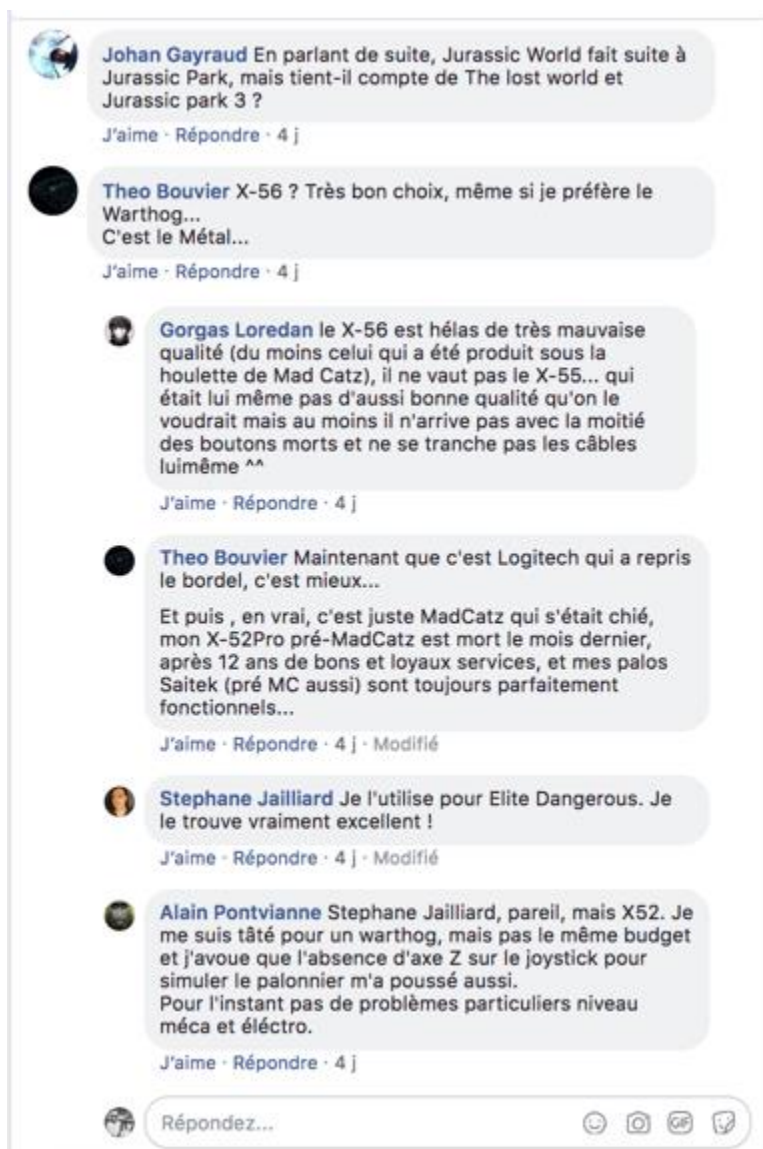 Johan Gayraud En parlant de suite, Jurassic World fait suite à
Jurassic Park, mais tient-il compte de The lost world et
Jurassic park 3 ?
J'aime · Répondre · 4 j
Theo Bouvier X-56 ? Très bon choix, même si je préfère le
Warthog...
C'est le Métal...
J'aime · Répondre · 4 j
Gorgas Loredan le X-56 est hélas de très mauvaise
qualité (du moins celui qui a été produit sous la
houlette de Mad Catz), il ne vaut pas le X-55... qui
était lui même pas d'aussi bonne qualité qu'on le
voudrait mais au moins il n'arrive pas avec la moitié
des boutons morts et ne se tranche pas les câbles
luimême ^^
J'aime · Répondre · 4 j
Theo Bouvier Maintenant que c'est Logitech qui a repris
le bordel, c'est mieux...
Et puis , en vrai, c'est juste MadCatz qui s'était chié,
mon X-52Pro pré-MadCatz est mort le mois dernier,
après 12 ans de bons et loyaux services, et mes palos
Saitek (pré MC aussi) sont toujours parfaitement
fonctionnels...
J'aime · Répondre · 4 j · Modifié
Stephane Jailliard Je l'utilise pour Elite Dangerous. Je
le trouve vraiment excellent !
J'aime · Répondre · 4 j · Modifié
Alain Pontvianne Stephane Jailliard, pareil, mais X52. Je
me suis tâté pour un warthog, mais pas le même budget
et j'avoue que l'absence d'axe Z sur le joystick pour
simuler le palonnier m'a poussé aussi.
Pour l'instant pas de problèmes particuliers niveau
méca et éléctro.
J'aime · Répondre · 4 j
Répondez...
GIF